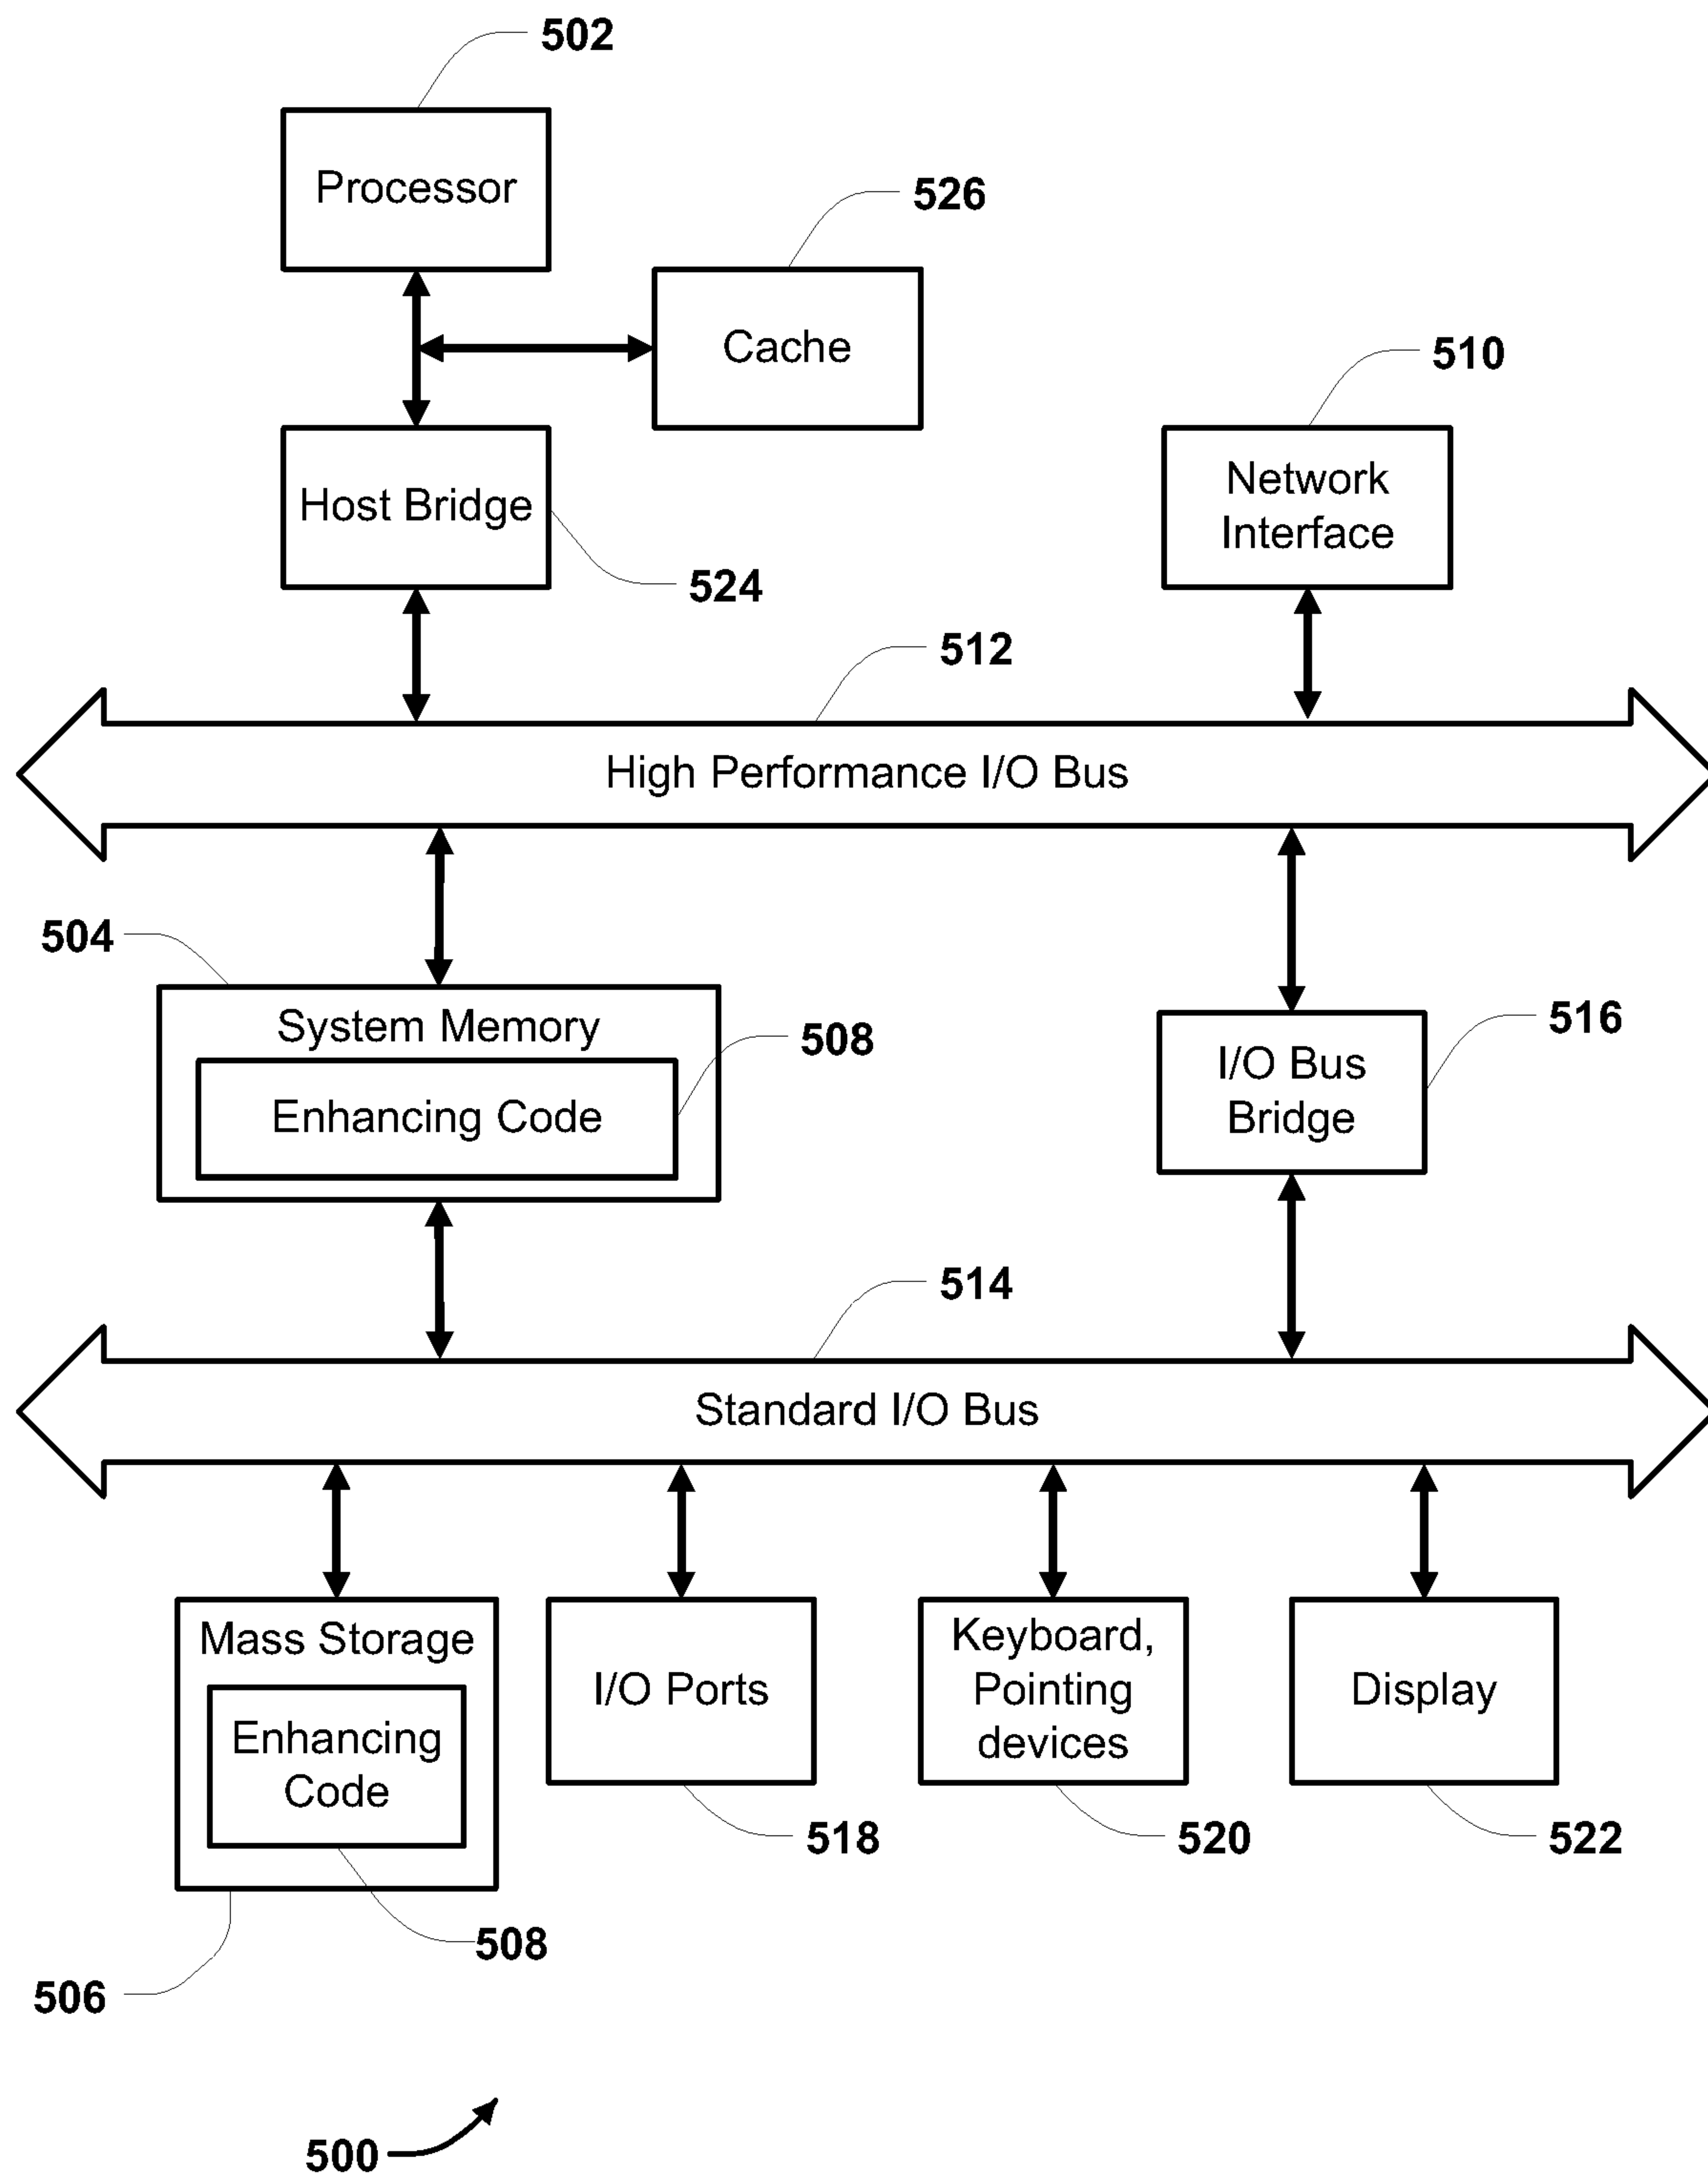 502
Processor
526
Cache
510
Network
Interface
Host Bridge
524
512
High Performance I/O Bus
504
System Memory
508
Enhancing Code
516
I/O Bus
Bridge
514
Standard I/O Bus
Mass Storage
Enhancing
Code
I/O Ports
Keyboard,
Pointing
devices
Display
518
520
522
508
506
500